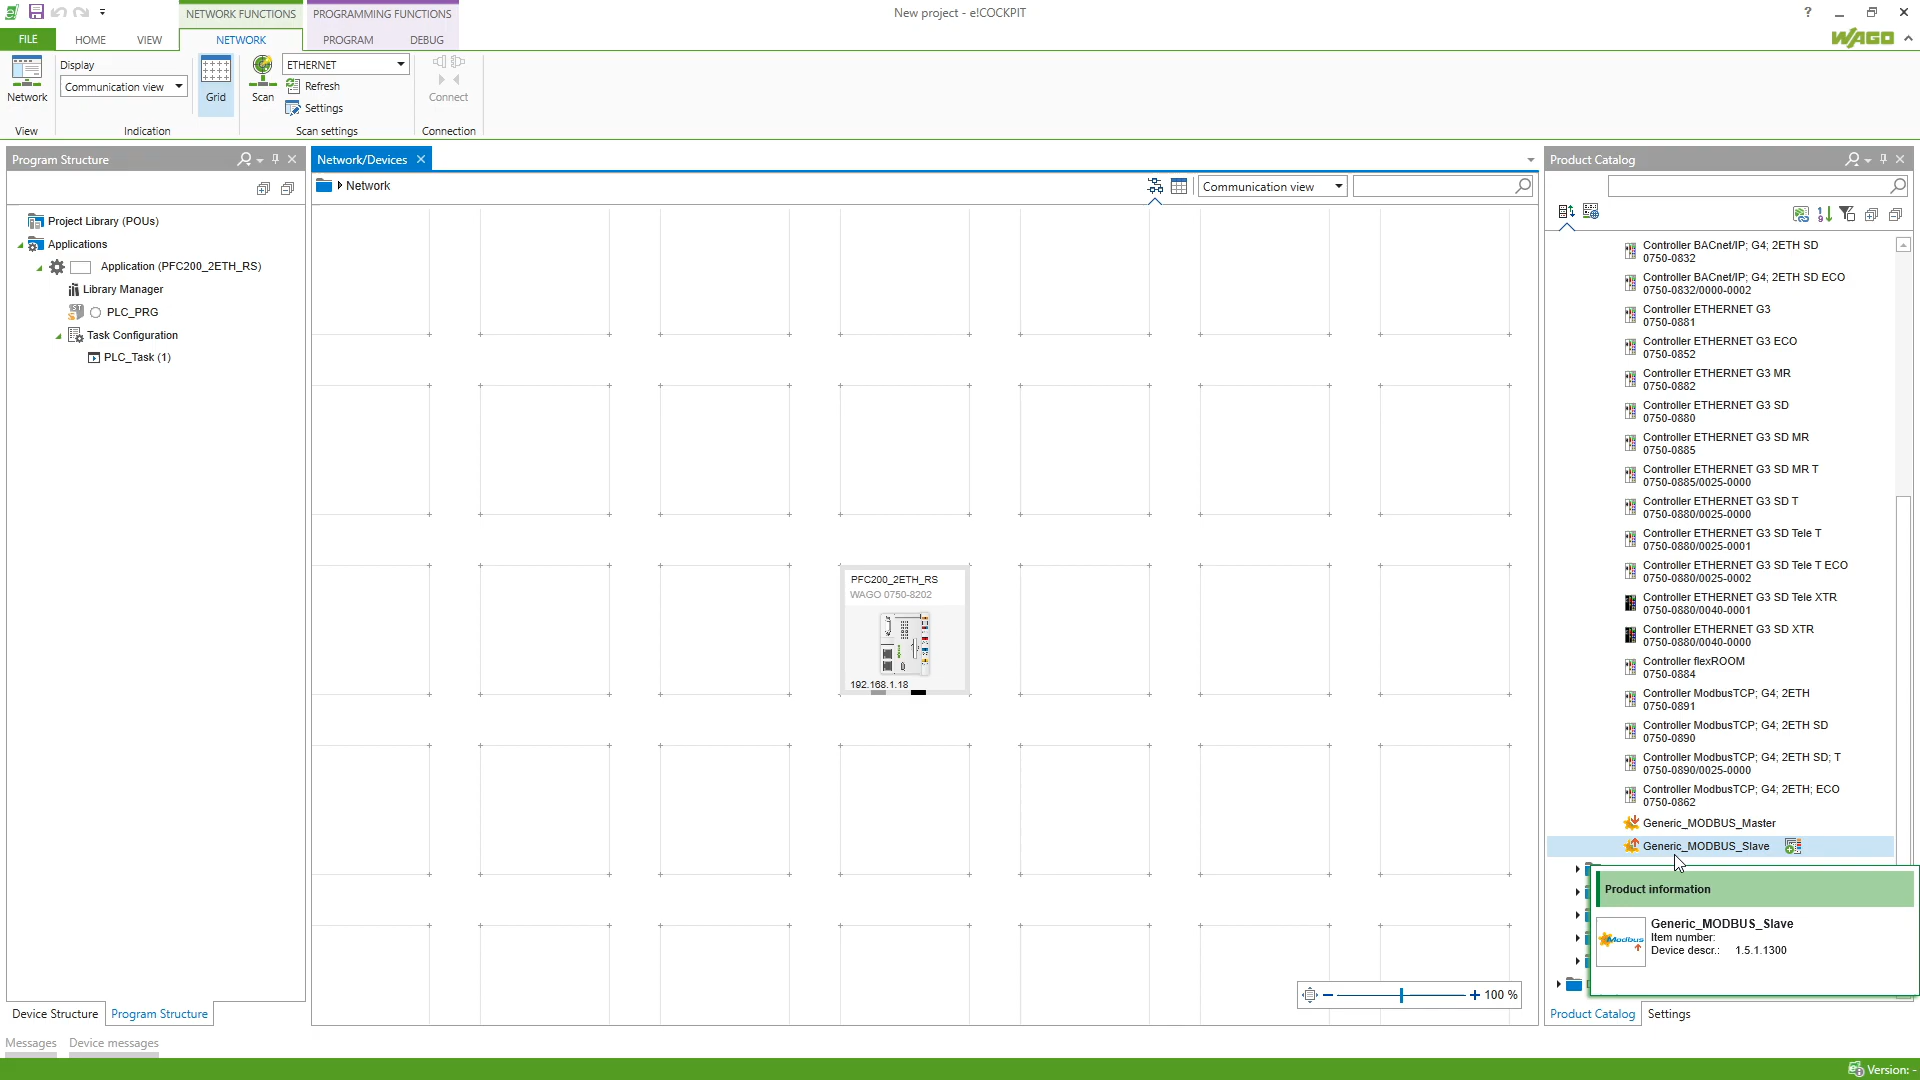 NETWORK FUNCTIONS
PROGRAMMING FUNCTIONS
New project - e!COCKPIT
?
FILE
HOME
VIEW
NETWORK
PROGRAM
DEBUG
WAGO
Network
View
Display
Communication view
Indication
Grid
Scan
ETHERNET
Refresh
Settings
Scan settings
Connect
Connection
Program Structure
Project Library (POUs)
Applications
Application (PFC200_2ETH_RS)
Library Manager
PLC_PRG
Task Configuration
PLC_Task (1)
Device Structure
Program Structure
Network/Devices
Network
Communication view
PFC200_2ETH_RS
WAGO 0750-8202
192.168.1.18
100 %
Product Catalog
Controller BACnet/IP; G4; 2ETH SD
0750-0832
Controller BACnet/IP; G4; 2ETH SD ECO
0750-0832/0000-0002
Controller ETHERNET G3
0750-0881
Controller ETHERNET G3 ECO
0750-0852
Controller ETHERNET G3 MR
0750-0882
Controller ETHERNET G3 SD
0750-0880
Controller ETHERNET G3 SD MR
0750-0885
Controller ETHERNET G3 SD MR T
0750-0885/0025-0000
Controller ETHERNET G3 SD T
0750-0880/0025-0000
Controller ETHERNET G3 SD Tele T
0750-0880/0025-0001
Controller ETHERNET G3 SD Tele T ECO
0750-0880/0025-0002
Controller ETHERNET G3 SD Tele XTR
0750-0880/0040-0001
Controller ETHERNET G3 SD XTR
0750-0880/0040-0000
Controller flexROOM
0750-0884
Controller ModbusTCP; G4; 2ETH
0750-0891
Controller ModbusTCP; G4; 2ETH SD
0750-0890
Controller ModbusTCP; G4; 2ETH SD; T
0750-0890/0025-0000
Controller ModbusTCP; G4; 2ETH; ECO
0750-0862
Generic_MODBUS_Master
Generic_MODBUS_Slave
Product information
Modbus
Generic_MODBUS_Slave
Item number:
Device descr.: 1.5.1.1300
Product Catalog
Settings
Messages
Device messages
Version: -